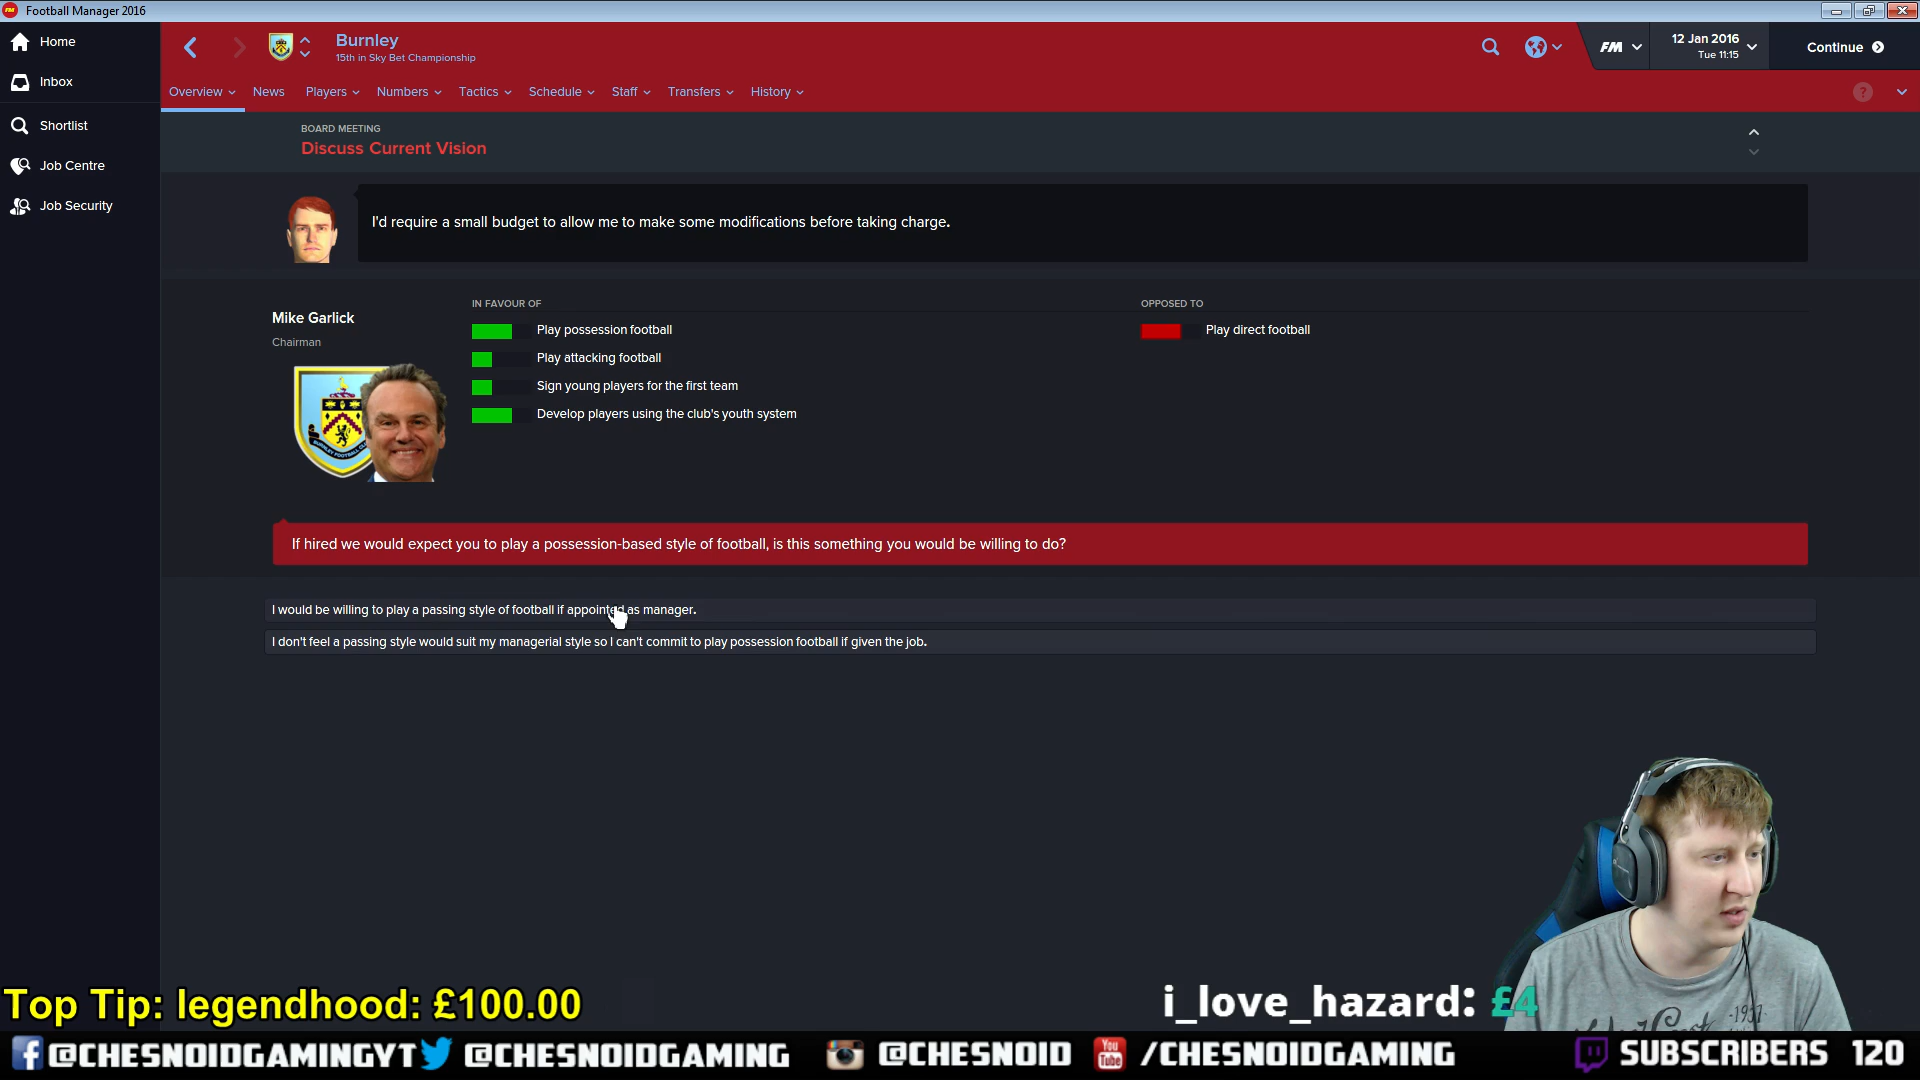 Football Manager 2016
Home
Inbox
Shortlist
Job Centre
Job Security
Burnley
15th in Sky Bet Championship
FM
12 Jan 2016
Tue 11:15
Continue
Overview
News
Players
Numbers
Tactics
Schedule
Staff
Transfers
History
?
BOARD MEETING
Discuss Current Vision
I'd require a small budget to allow me to make some modifications before taking charge.
Mike Garlick
Chairman
IN FAVOUR OF
Play possession football
Play attacking football
Sign young players for the first team
Develop players using the club's youth system
OPPOSED TO
Play direct football
If hired we would expect you to play a possession-based style of football, is this something you would be willing to do?
I would be willing to play a passing style of football if appointed as manager.
I don't feel a passing style would suit my managerial style so I can't commit to play possession football if given the job.
Top Tip: legendhood: £100.00
i_love_hazard: £4
-1957-
@CHESNOIDGAMINGYT
@CHESNOIDGAMING
@CHESNOID
You Tube
/CHESNOIDGAMING
SUBSCRIBERS 120